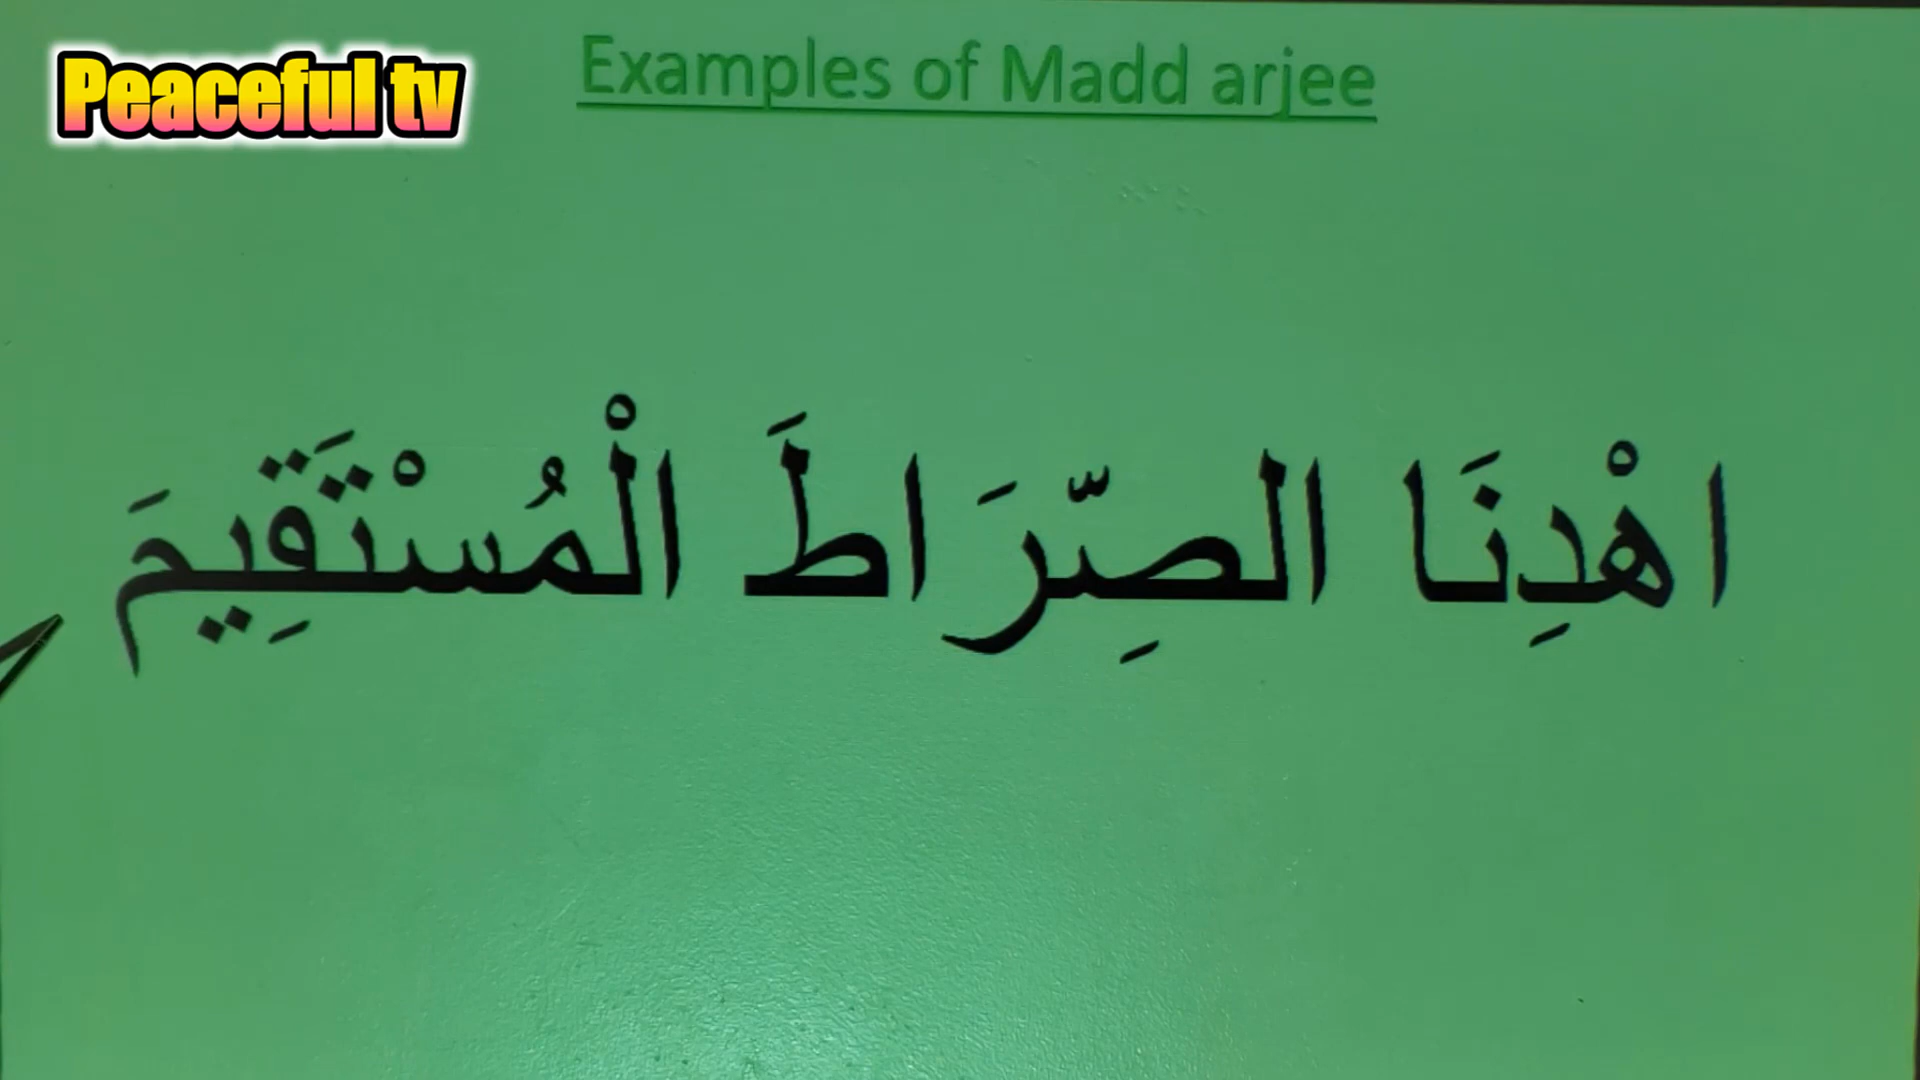 Peaceful tv
Examples of Madd arjee
اهْدِنَا الصِّرَاطَ الْمُسْتَقِيمَ